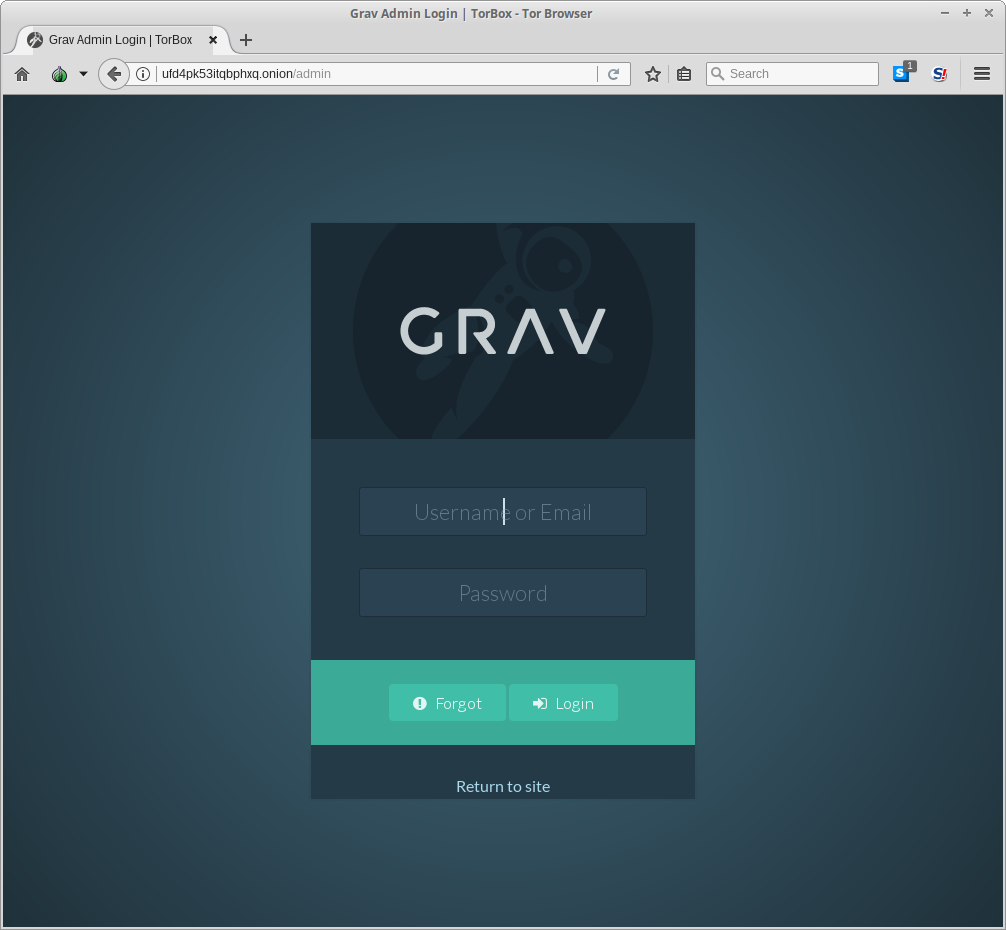 Grav Admin Login | TorBox - Tor Browser
Grav Admin Login | TorBox
ufd4pk53itqbphxq.onion/admin
Search
1
GRAV
Username or Email
Password
Forgot
Login
Return to site